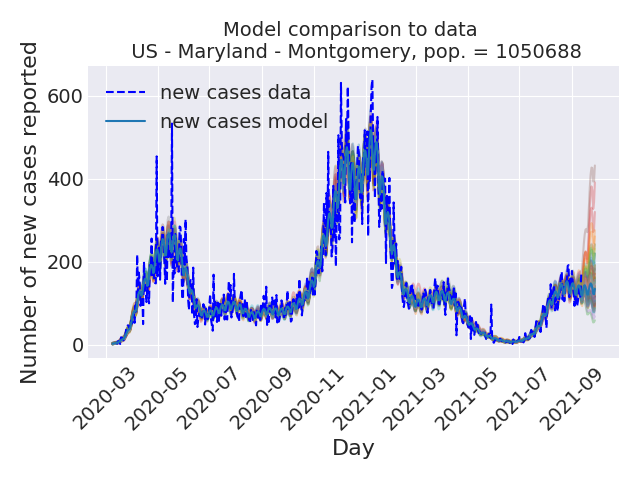 Model comparison to data
US - Maryland - Montgomery, pop. = 1050688
Number of new cases reported
600
400
200
0
new cases data
new cases model
2020-03
2020-05
2020-07
2020-09
2020-11
2021-01
2021-03
2021-05
2021-07
2021-09
Day